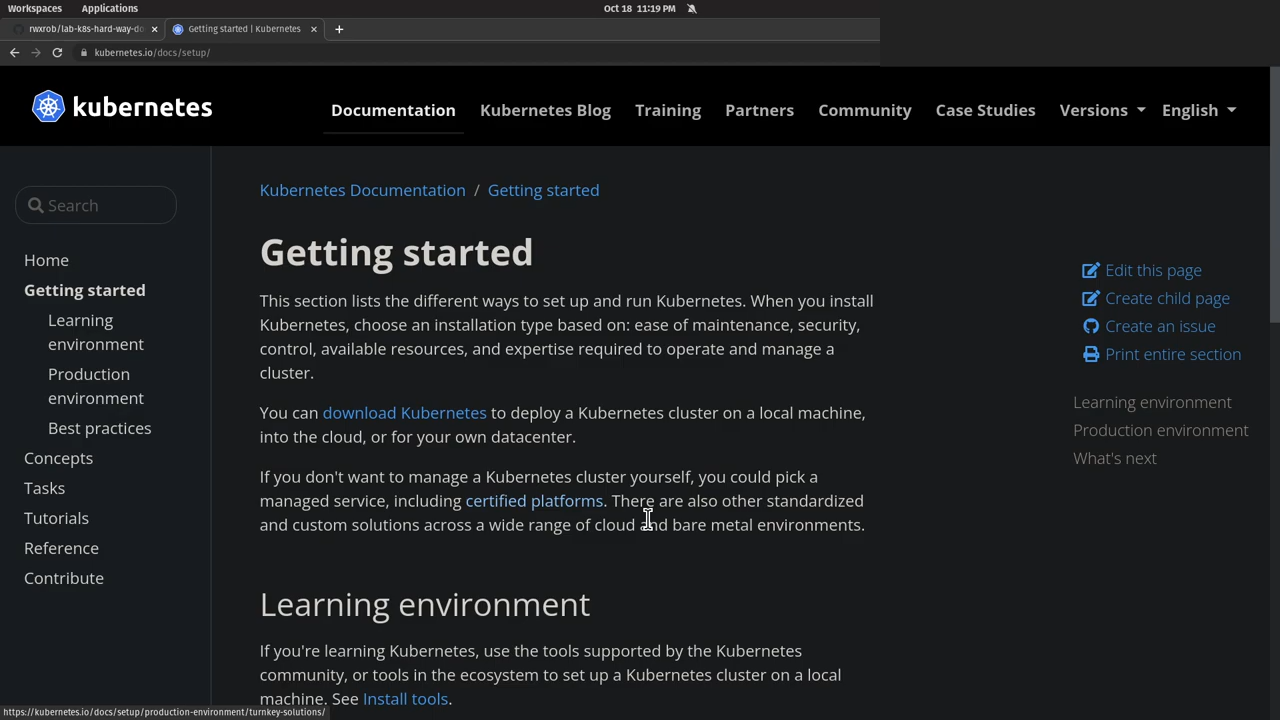 Workspaces Applications Oct 18 11:19 PM
rwxrob/lab-k8s-hard-way-do Getting started | Kubernetes
kubernetes.io/docs/setup/
kubernetes Documentation Kubernetes Blog Training Partners Community Case Studies Versions English
Kubernetes Documentation / Getting started
Search
Home
Getting started
Learning
environment
Production
environment
Best practices
Concepts
Tasks
Tutorials
Reference
Contribute
Getting started
This section lists the different ways to set up and run Kubernetes. When you install
Kubernetes, choose an installation type based on: ease of maintenance, security,
control, available resources, and expertise required to operate and manage a
cluster.
You can download Kubernetes to deploy a Kubernetes cluster on a local machine,
into the cloud, or for your own datacenter.
If you don't want to manage a Kubernetes cluster yourself, you could pick a
managed service, including certified platforms. There are also other standardized
and custom solutions across a wide range of cloud and bare metal environments.
Learning environment
If you're learning Kubernetes, use the tools supported by the Kubernetes
community, or tools in the ecosystem to set up a Kubernetes cluster on a local
machine. See Install tools.
Edit this page
Create child page
Create an issue
Print entire section
Learning environment
Production environment
What's next
https://kubernetes.io/docs/setup/production-environment/turnkey-solutions/